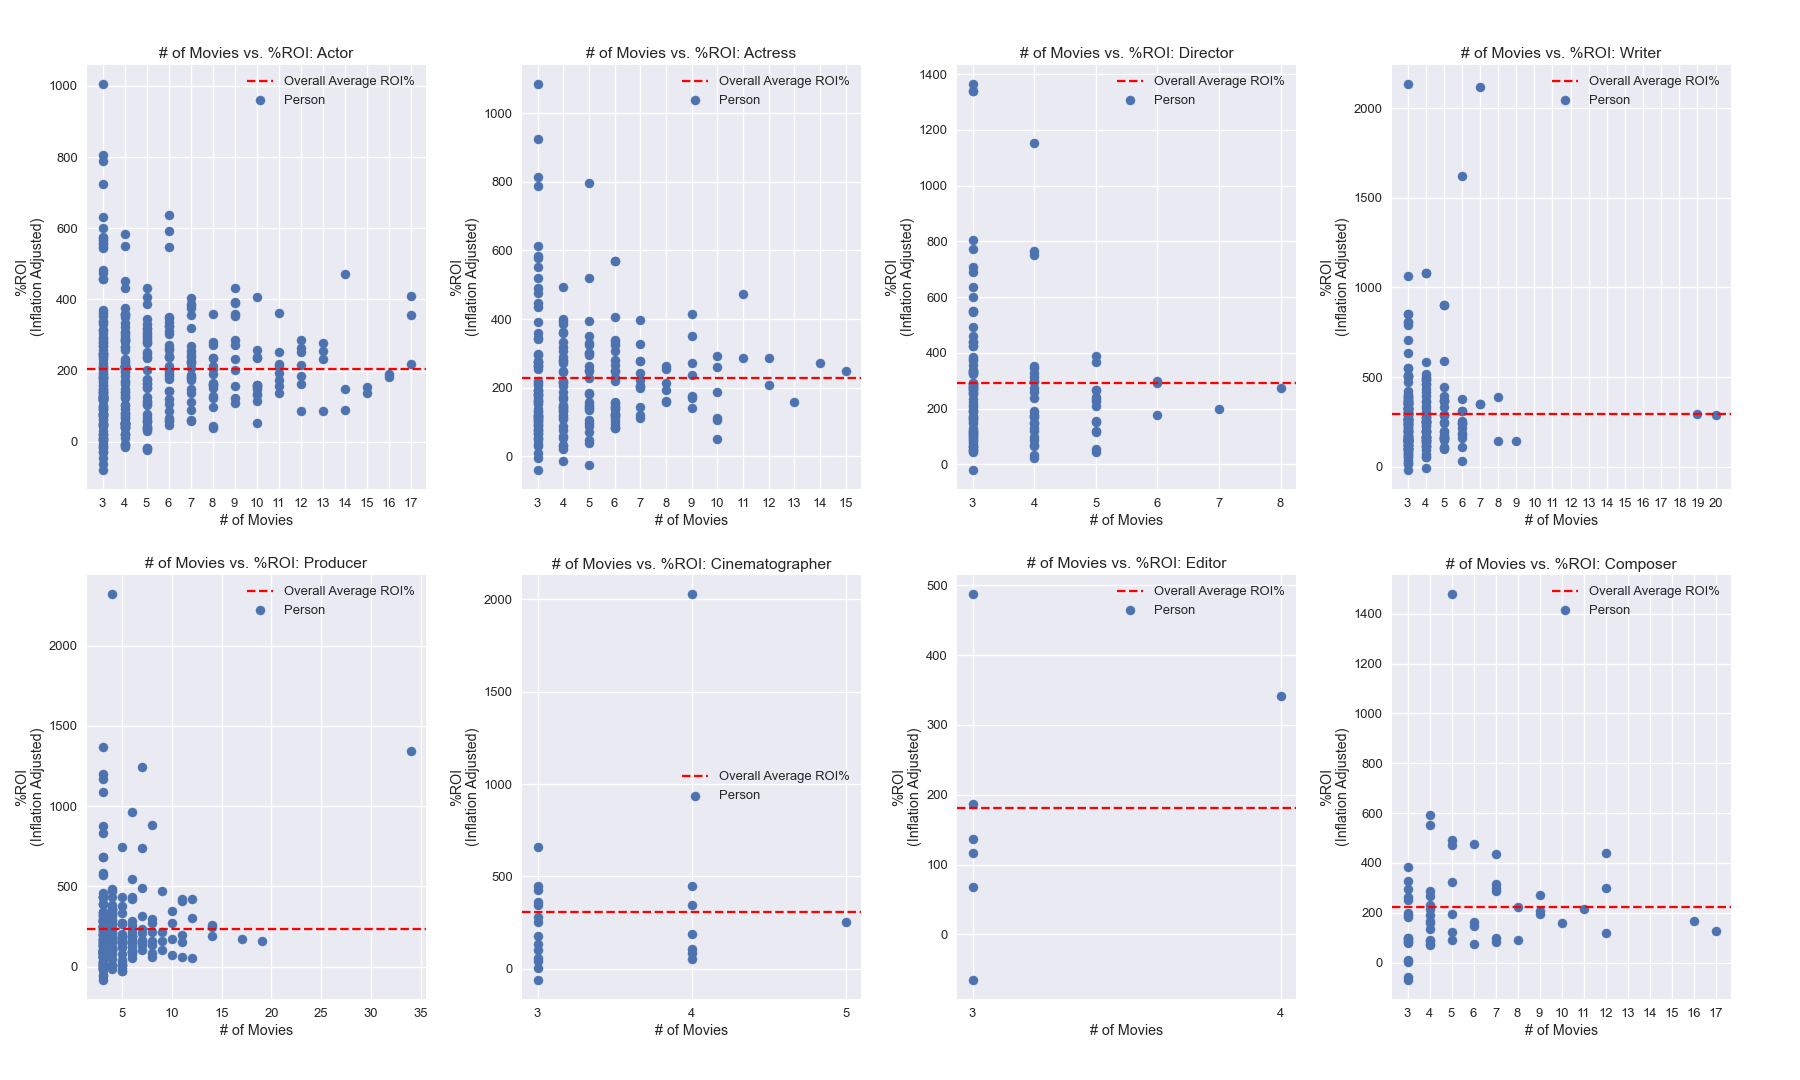 # of Movies vs. %ROI: Actor
Overall Average ROI%
Person
1000
800
600
400
200
0
%ROI
(Inflation Adjusted)
3 4 5 6 7 8 9 10 11 12 13 14 15 16 17
# of Movies
# of Movies vs. %ROI: Actress
Overall Average ROI%
Person
1000
800
600
400
200
0
%ROI
(Inflation Adjusted)
3 4 5 6 7 8 9 10 11 12 13 14 15
# of Movies
# of Movies vs. %ROI: Director
Overall Average ROI%
Person
1400
1200
1000
800
600
400
200
0
%ROI
(Inflation Adjusted)
3 4 5 6 7 8
# of Movies
# of Movies vs. %ROI: Writer
Overall Average ROI%
Person
2000
1500
1000
500
0
%ROI
(Inflation Adjusted)
3 4 5 6 7 8 9 10 11 12 13 14 15 16 17 18 19 20
# of Movies
# of Movies vs. %ROI: Producer
Overall Average ROI%
Person
2000
1500
1000
500
0
%ROI
(Inflation Adjusted)
5 10 15 20 25 30 35
# of Movies
# of Movies vs. %ROI: Cinematographer
Overall Average ROI%
Person
2000
1500
1000
500
0
%ROI
(Inflation Adjusted)
3 4 5
# of Movies
# of Movies vs. %ROI: Editor
Overall Average ROI%
Person
500
400
300
200
100
0
%ROI
(Inflation Adjusted)
3 4
# of Movies
# of Movies vs. %ROI: Composer
Overall Average ROI%
Person
1400
1200
1000
800
600
400
200
0
%ROI
(Inflation Adjusted)
3 4 5 6 7 8 9 10 11 12 13 14 15 16 17
# of Movies